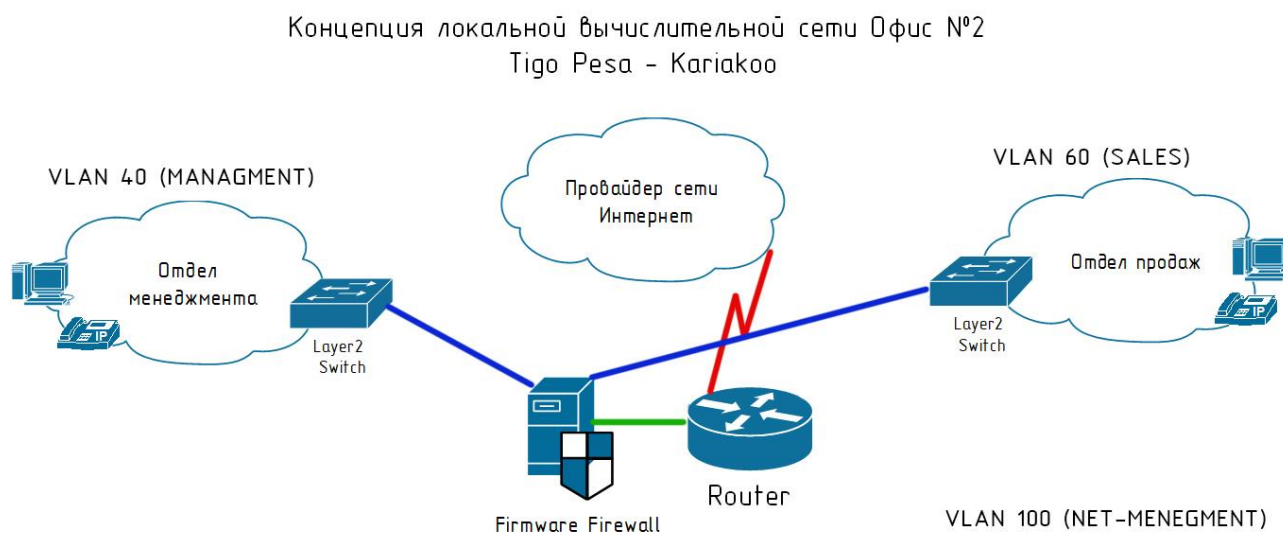 Концепция локальной вычислительной сети Офис №2
Tigo Pesa - Kariakoo
VLAN 40 (MANAGMENT)
VLAN 60 (SALES)
Провайдер сети
Интернет
Отдел
менеджмента
Отдел продаж
IP
IP
Layer2
Switch
Layer2
Switch
Router
Firmware Firewall
VLAN 100 (NET-MENEGMENT)